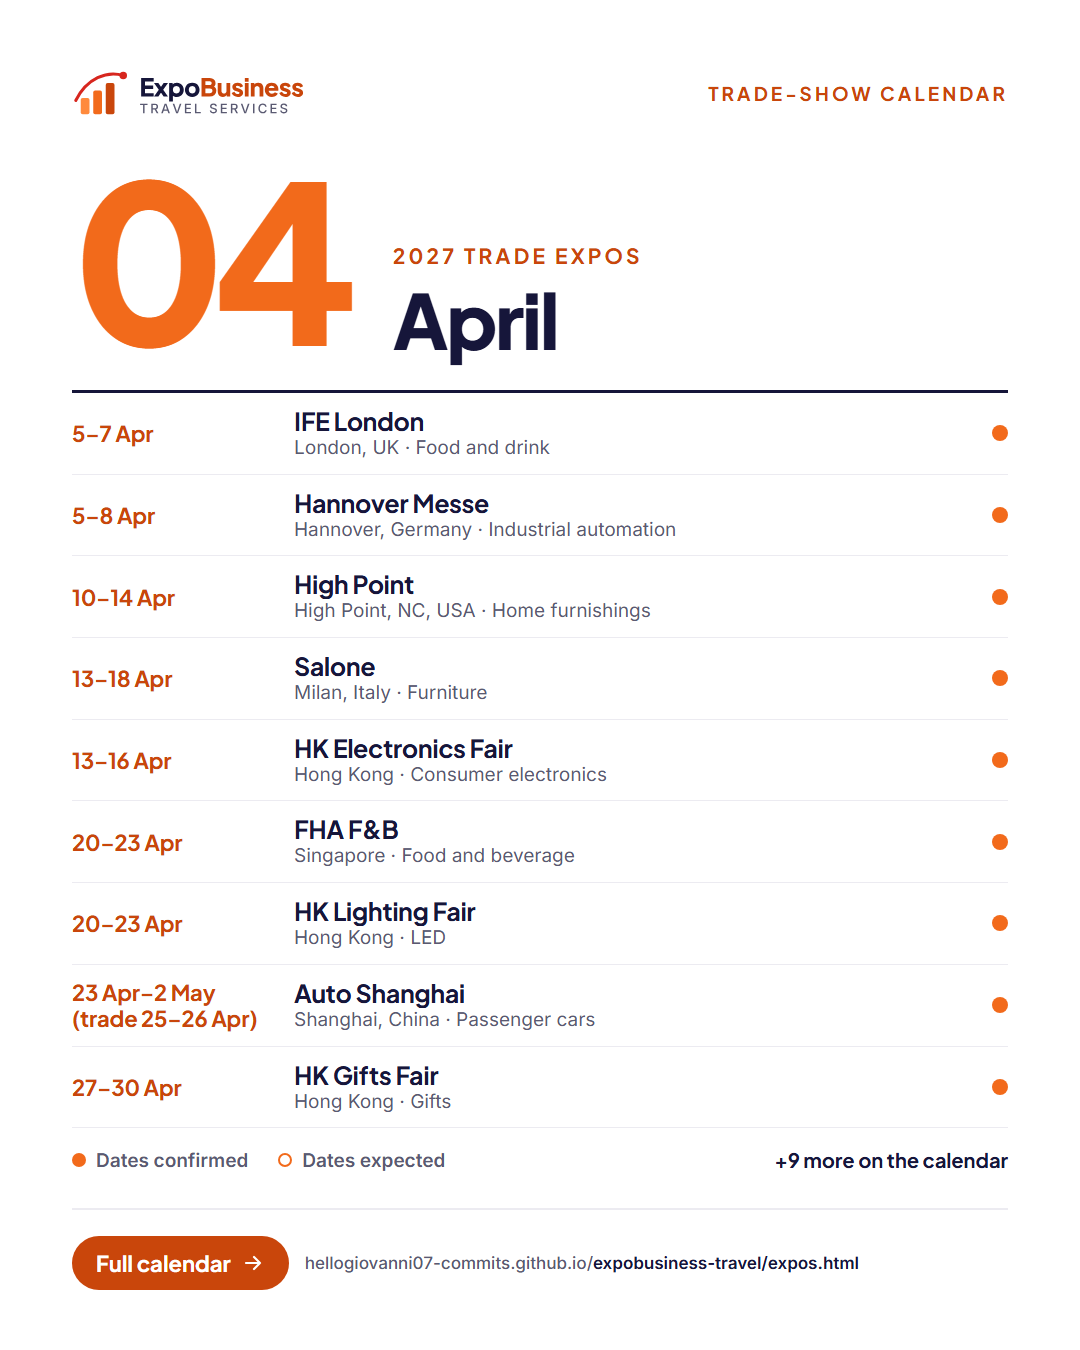 ExpoBusiness
TRAVEL SERVICES
TRADE-SHOW CALENDAR
04
2027 TRADE EXPOS
April
5–7 Apr
IFE London
London, UK · Food and drink
5–8 Apr
Hannover Messe
Hannover, Germany · Industrial automation
10–14 Apr
High Point
High Point, NC, USA · Home furnishings
13–18 Apr
Salone
Milan, Italy · Furniture
13–16 Apr
HK Electronics Fair
Hong Kong · Consumer electronics
20–23 Apr
FHA F&B
Singapore · Food and beverage
20–23 Apr
HK Lighting Fair
Hong Kong · LED
23 Apr–2 May
(trade 25–26 Apr)
Auto Shanghai
Shanghai, China · Passenger cars
27–30 Apr
HK Gifts Fair
Hong Kong · Gifts
Dates confirmed
Dates expected
+9 more on the calendar
Full calendar →
hellogiovanni07-commits.github.io/expobusiness-travel/expos.html